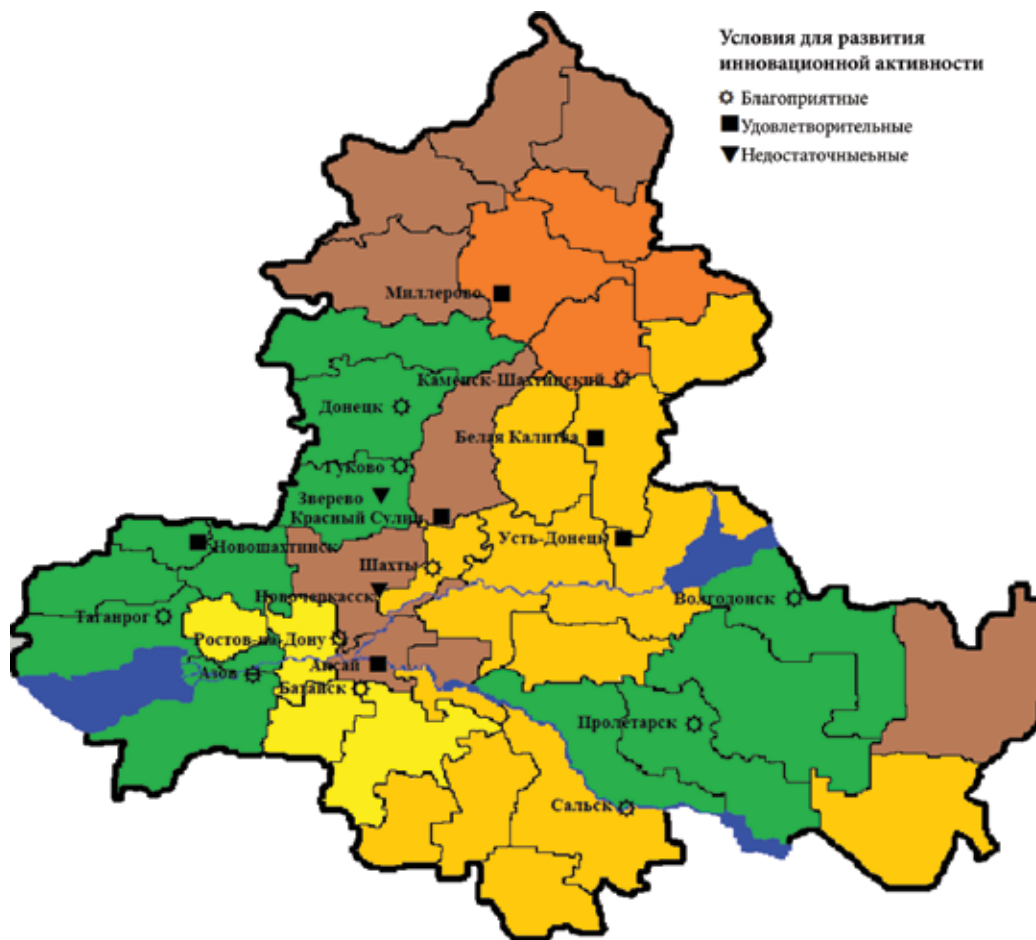 Условия для развития
инновационной активности
Благоприятные
Удовлетворительные
Недостаточныеьные
Миллерово
Каменск-Шахтинский
Донецк
Белая Калитва
Гуково
Зверево
Красный Сулин
Усть-Донецк
Новошахтинск
Шахты
Новочеркасск
Волгодонск
Таганрог
Ростов-на-Дону
Аксай
Азов
Батайск
Пролетарск
Сальск